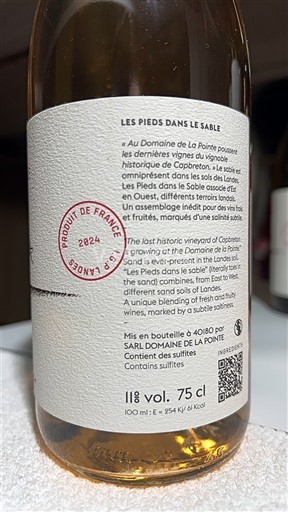 LES PIEDS DANS LE SABLE
« Au Domaine de La Pointe poussent
les dernières vignes du vignoble
historique de Capbreton. » Le sable est
omniprésent dans les sols des Landes.
Les Pieds dans le Sable associe d'Est
en Ouest, différents terroirs landais.
Un assemblage inédit pour des vins frais
et fruités, marqués d'une salinité subtile.
PRODUIT DE FRANCE
2024
I.G.P LANDES
"The last historic vineyard of Capbreton
is growing at the Domaine de la Pointe"
Sand is ever-present in the Landes soil.
"Les Pieds dans le sable" (literally toes in
the sand) combines, from East to West,
different sand soils of Landes.
A unique blending of fresh and fruity
wines, marked by a subtle saltiness.
Mis en bouteille à 40180 par
SARL DOMAINE DE LA POINTE
Contient des sulfites
Contains sulfites
INGREDIENTS
11% vol. 75 cl
100 ml : E = 254 Kj/ 61 Kcal